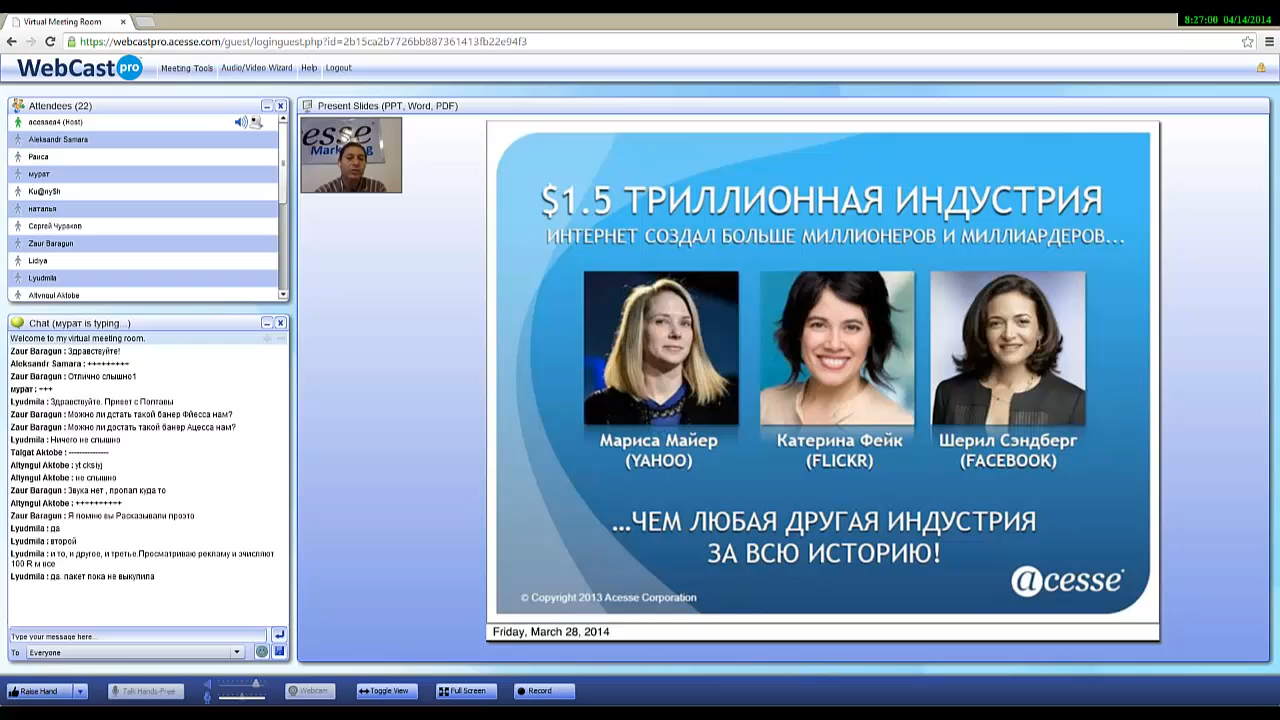 Virtual Meeting Room
8:27:00 04/14/2014
https://webcastpro.acesse.com/guest/loginguest.php?id=2b15ca2b7726bb887361413fb22e94f3
WebCast pro
Meeting Tools
Audio/Video Wizard
Help
Logout
Attendees (22)
acessea4 (Host)
Aleksandr Samara
Раиса
мурат
Ku@ny$h
наталья
Сергей Чураков
Zaur Baragun
Lidiya
Lyudmila
Altyngul Aktobe
Chat (мурат is typing...)
Welcome to my virtual meeting room.
Zaur Baragun : Здравствуйте!
Aleksandr Samara : +++++++++
Zaur Baragun : Отлично слышно1
мурат : +++
Lyudmila : Здравствуйте. Привет с Полтавы
Zaur Baragun : Можно ли дстать такой банер Фйесса нам?
Zaur Baragun : Можно ли достать такой банер Ацесса нам?
Lyudmila : Ничего не слышно
Talgat Aktobe : ---------------
Altyngul Aktobe : yt cksiyj
Altyngul Aktobe : не слышно
Zaur Baragun : Звука нет , пропал куда то
Altyngul Aktobe : ++++++++++
Zaur Baragun : Я помню вы Расказывали проэто
Lyudmila : да
Lyudmila : второй
Lyudmila : и то, и другое, и третье.Просматриваю рекламу и зчисляют
100 R м все
Lyudmila : да. пакет пока не выкупила
Type your message here...
To Everyone
Present Slides (PPT, Word, PDF)
esse
Marketing
$1.5 ТРИЛЛИОННАЯ ИНДУСТРИЯ
ИНТЕРНЕТ СОЗДАЛ БОЛЬШЕ МИЛЛИОНЕРОВ И МИЛЛИАРДЕРОВ...
Мариса Майер
(YAHOO)
Катерина Фейк
(FLICKR)
Шерил Сэндберг
(FACEBOOK)
...ЧЕМ ЛЮБАЯ ДРУГАЯ ИНДУСТРИЯ
ЗА ВСЮ ИСТОРИЮ!
@cesse
© Copyright 2013 Acesse Corporation
Friday, March 28, 2014
Raise Hand
Talk Hands-Free
Webcam
Toggle View
Full Screen
Record